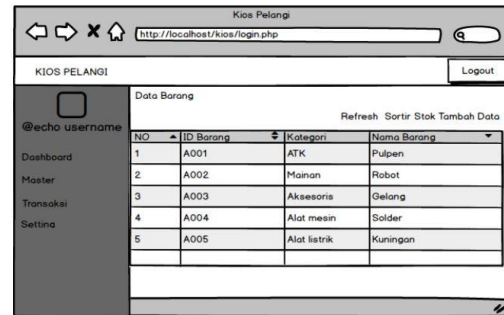 Kios Pelangi
http://localhost/kios/login.php
KIOS PELANGI
Logout
@echo username
Dashboard
Master
Transaksi
Setting
Data Barang
Refresh Sortir Stok Tambah Data
NO ID Barang Kategori Nama Barang
1 A001 ATK Pulpen
2 A002 Mainan Robot
3 A003 Aksesoris Gelang
4 A004 Alat mesin Solder
5 A005 Alat listrik Kuningan